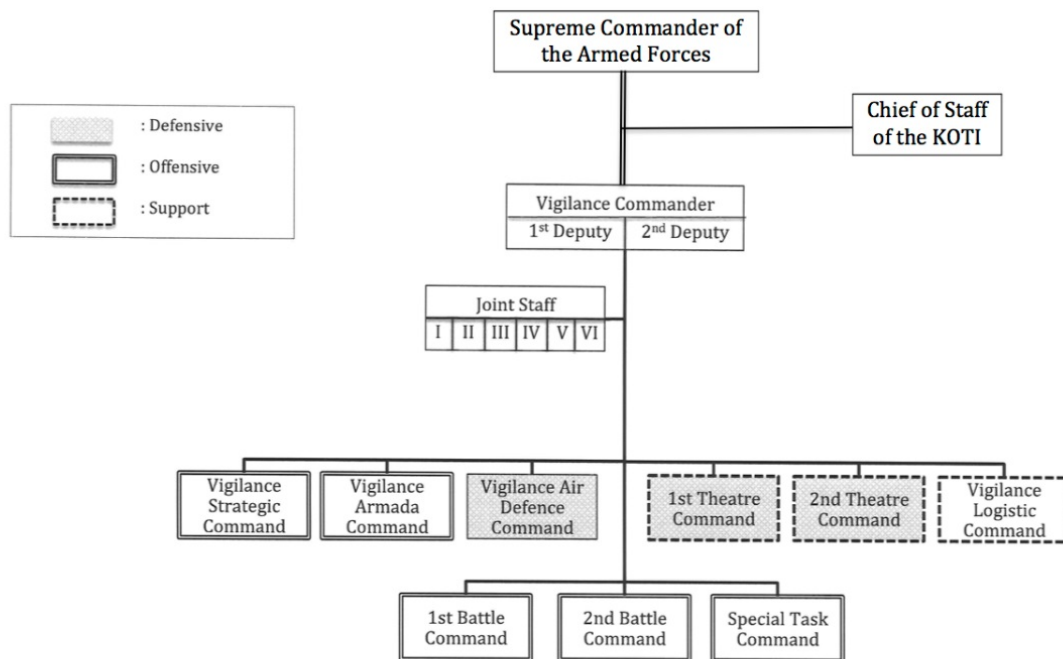 Supreme Commander of
the Armed Forces
: Defensive
: Offensive
: Support
Chief of Staff
of the KOTI
Vigilance Commander
1st Deputy
2nd Deputy
Joint Staff
I
II
III
IV
V
VI
Vigilance
Strategic
Command
Vigilance
Armada
Command
Vigilance Air
Defence
Command
1st Theatre
Command
2nd Theatre
Command
Vigilance
Logistic
Command
1st Battle
Command
2nd Battle
Command
Special Task
Command